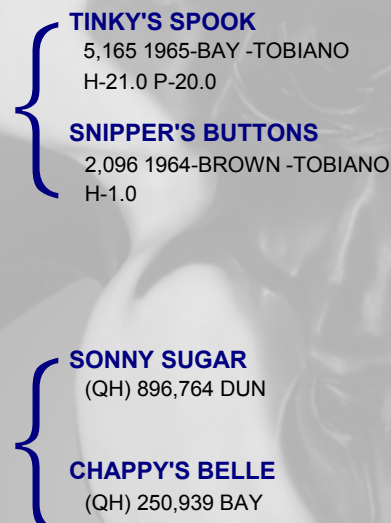 TINKY'S SPOOK
5,165 1965-BAY -TOBIANO
H-21.0 P-20.0
SNIPPER'S BUTTONS
2,096 1964-BROWN -TOBIANO
H-1.0
SONNY SUGAR
(QH) 896,764 DUN
CHAPPY'S BELLE
(QH) 250,939 BAY